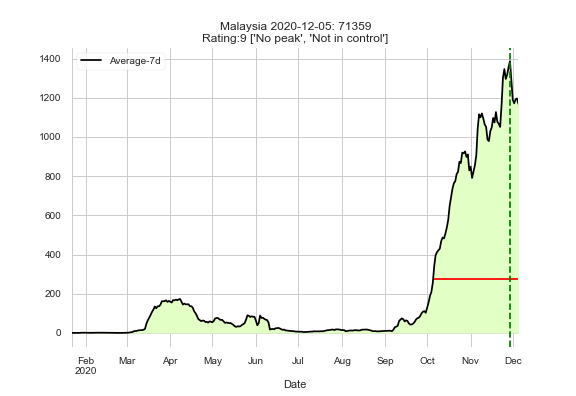 Malaysia 2020-12-05: 71359
Rating:9 ['No peak', 'Not in control']
Average-7d
1400
1200
1000
800
600
400
200
0
Feb Mar Apr May Jun Jul Aug Sep Oct Nov Dec
2020
Date